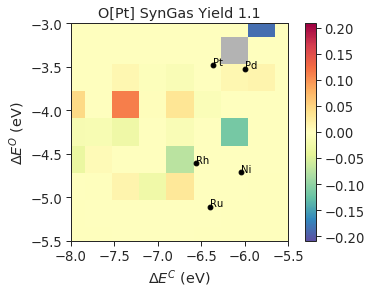 O[Pt] SynGas Yield 1.1
−3.0
−3.5
−4.0
−4.5
−5.0
−5.5
ΔE^O (eV)
Pt
Pd
Rh
Ni
Ru
−8.0 −7.5 −7.0 −6.5 −6.0 −5.5
ΔE^C (eV)
0.20
0.15
0.10
0.05
0.00
−0.05
−0.10
−0.15
−0.20